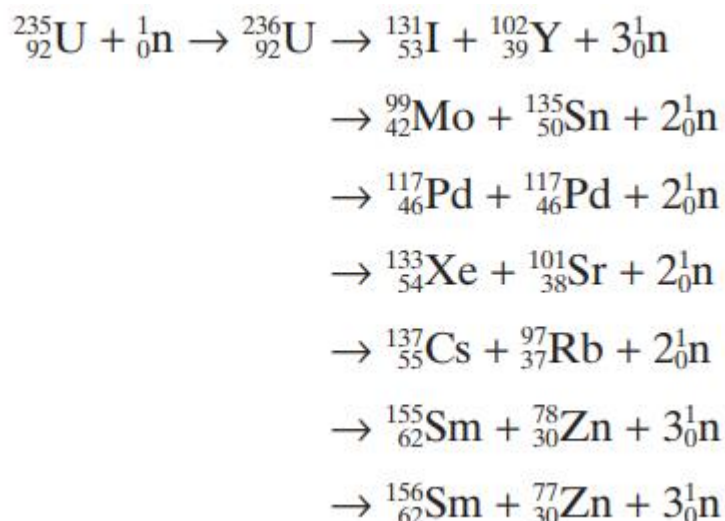 ²³⁵₉₂U + ¹₀n → ²³⁶₉₂U → ¹³¹₅₃I + ¹⁰²₃₉Y + 3¹₀n
→ ⁹⁹₄₂Mo + ¹³⁵₅₀Sn + 2¹₀n
→ ¹¹⁷₄₆Pd + ¹¹⁷₄₆Pd + 2¹₀n
→ ¹³³₅₄Xe + ¹⁰¹₃₈Sr + 2¹₀n
→ ¹³⁷₅₅Cs + ⁹⁷₃₇Rb + 2¹₀n
→ ¹⁵⁵₆₂Sm + ⁷⁸₃₀Zn + 3¹₀n
→ ¹⁵⁶₆₂Sm + ⁷⁷₃₀Zn + 3¹₀n